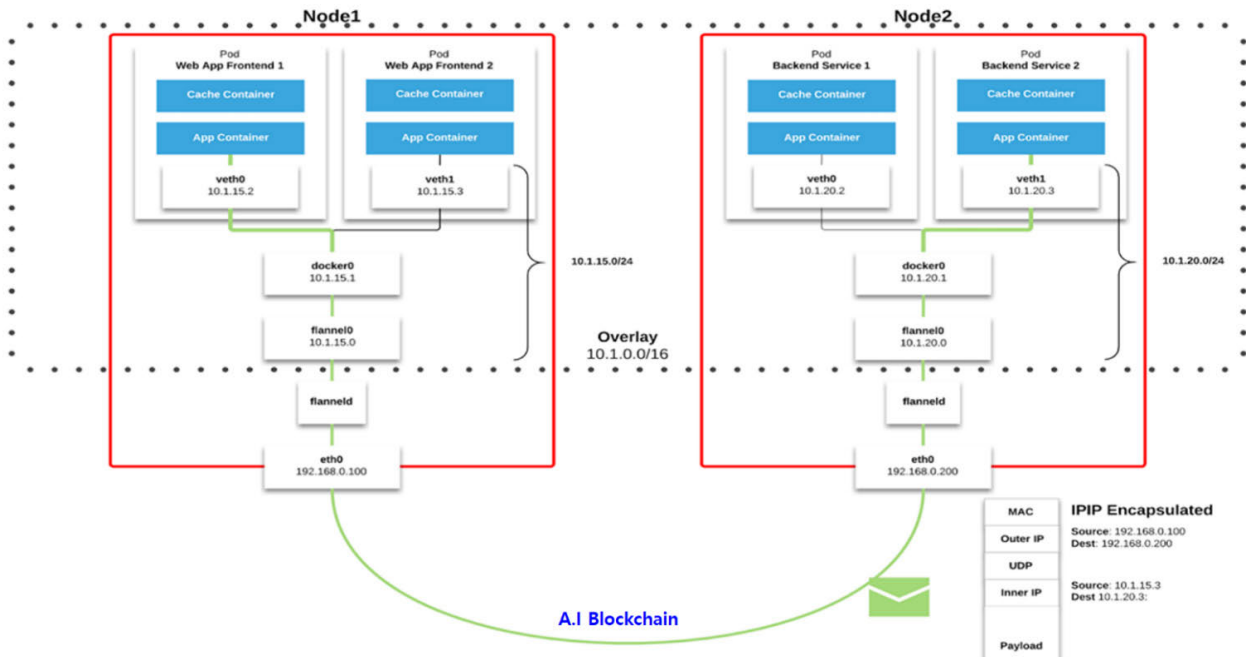 Node1
Node2
Pod
Web App Frontend 1
Cache Container
App Container
veth0
10.1.15.2
Pod
Web App Frontend 2
Cache Container
App Container
veth1
10.1.15.3
docker0
10.1.15.1
flannel0
10.1.15.0
10.1.15.0/24
flanneld
eth0
192.168.0.100
Overlay
10.1.0.0/16
Pod
Backend Service 1
Cache Container
App Container
veth0
10.1.20.2
Pod
Backend Service 2
Cache Container
App Container
veth1
10.1.20.3
docker0
10.1.20.1
flannel0
10.1.20.0
10.1.20.0/24
flanneld
eth0
192.168.0.200
A.I Blockchain
MAC
Outer IP
UDP
Inner IP
Payload
IPIP Encapsulated
Source: 192.168.0.100
Dest: 192.168.0.200
Source: 10.1.15.3
Dest 10.1.20.3: